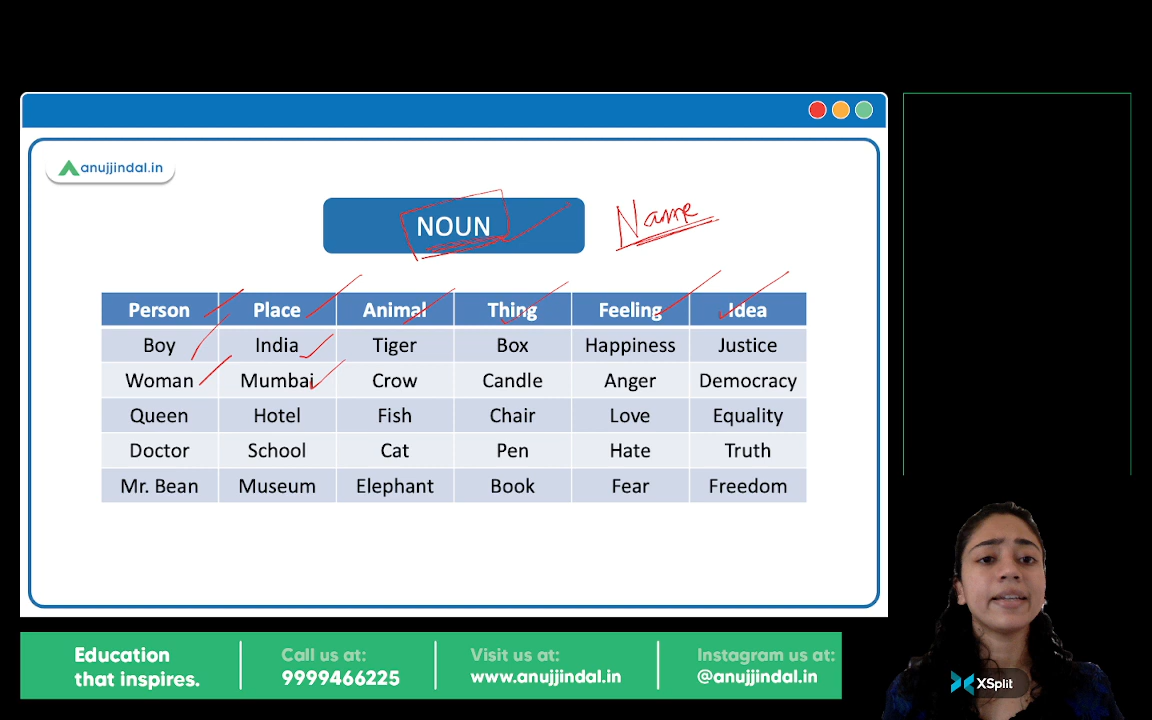 anujjindal.in
NOUN
Name
Person Place Animal Thing Feeling Idea
Boy India Tiger Box Happiness Justice
Woman Mumbai Crow Candle Anger Democracy
Queen Hotel Fish Chair Love Equality
Doctor School Cat Pen Hate Truth
Mr. Bean Museum Elephant Book Fear Freedom
Education
that inspires.
Call us at:
9999466225
Visit us at:
www.anujjindal.in
Instagram us at:
@anujjindal.in
XSplit